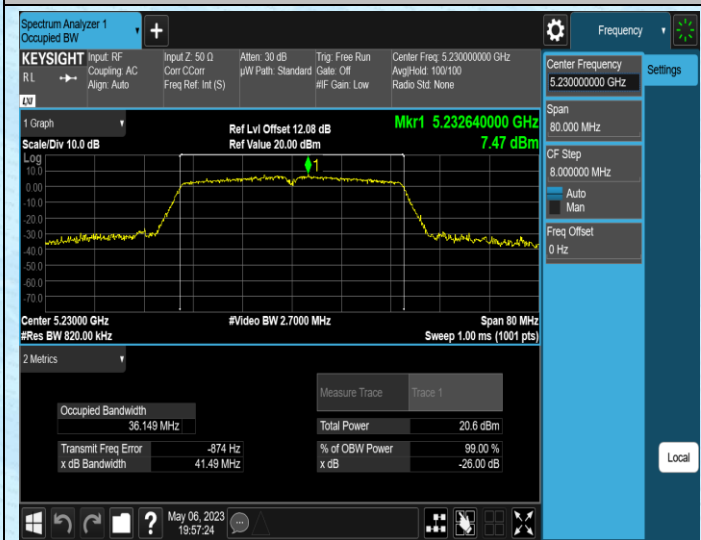 Spectrum Analyzer 1
Occupied BW
+
Frequency
KEYSIGHT
RL
LXI
Input: RF
Coupling: AC
Align: Auto
Input Z: 50 Ω
Corr CCorr
Freq Ref: Int (S)
Atten: 30 dB
µW Path: Standard
Trig: Free Run
Gate: Off
#IF Gain: Low
Center Freq: 5.230000000 GHz
Avg|Hold: 100/100
Radio Std: None
Center Frequency
5.230000000 GHz
Settings
Span
80.000 MHz
CF Step
8.000000 MHz
Auto
Man
Freq Offset
0 Hz
1 Graph
Scale/Div 10.0 dB
Ref Lvl Offset 12.08 dB
Ref Value 20.00 dBm
Mkr1 5.232640000 GHz
7.47 dBm
Log
10.0
0.00
-10.0
-20.0
-30.0
-40.0
-50.0
-60.0
-70.0
1
Center 5.23000 GHz
#Res BW 820.00 kHz
#Video BW 2.7000 MHz
Span 80 MHz
Sweep 1.00 ms (1001 pts)
2 Metrics
Measure Trace
Trace 1
Occupied Bandwidth
36.149 MHz
Total Power
20.6 dBm
Transmit Freq Error
-874 Hz
% of OBW Power
99.00 %
x dB Bandwidth
41.49 MHz
x dB
-26.00 dB
Local
?
May 06, 2023
19:57:24